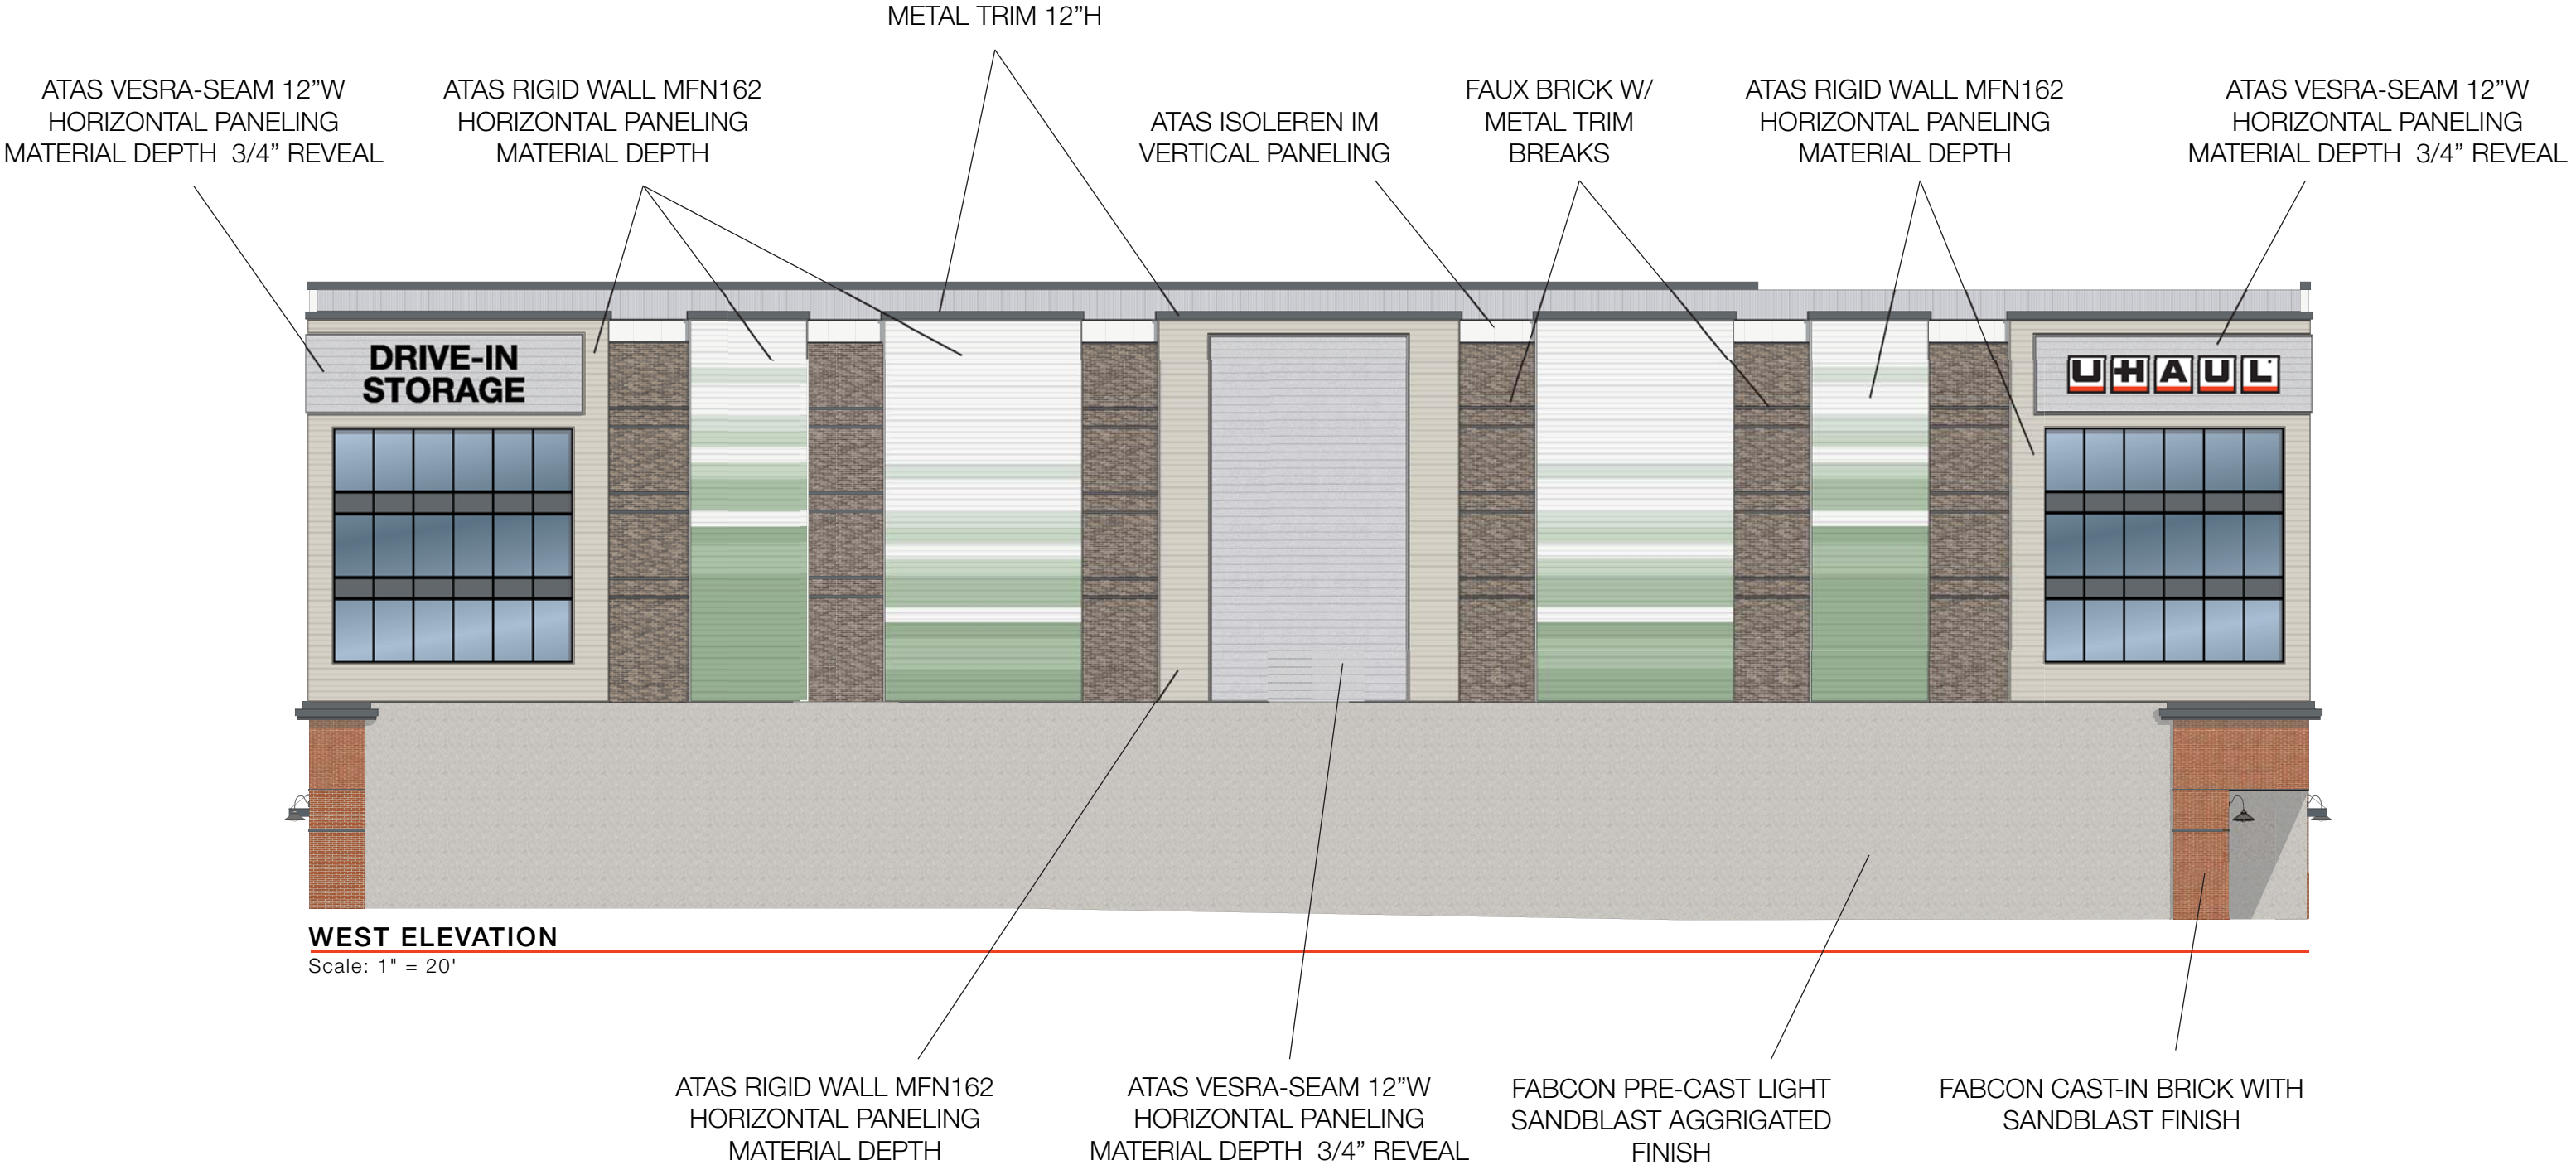 METAL TRIM 12”H
ATAS VESRA-SEAM 12”W
HORIZONTAL PANELING
MATERIAL DEPTH  3/4” REVEAL
ATAS RIGID WALL MFN162
HORIZONTAL PANELING
MATERIAL DEPTH
ATAS ISOLEREN IM
VERTICAL PANELING
FAUX BRICK W/
METAL TRIM
BREAKS
ATAS RIGID WALL MFN162
HORIZONTAL PANELING
MATERIAL DEPTH
ATAS VESRA-SEAM 12”W
HORIZONTAL PANELING
MATERIAL DEPTH  3/4” REVEAL
DRIVE-IN
STORAGE
UHAUL
WEST ELEVATION
Scale: 1" = 20'
ATAS RIGID WALL MFN162
HORIZONTAL PANELING
MATERIAL DEPTH
ATAS VESRA-SEAM 12”W
HORIZONTAL PANELING
MATERIAL DEPTH  3/4” REVEAL
FABCON PRE-CAST LIGHT
SANDBLAST AGGRIGATED
FINISH
FABCON CAST-IN BRICK WITH
SANDBLAST FINISH